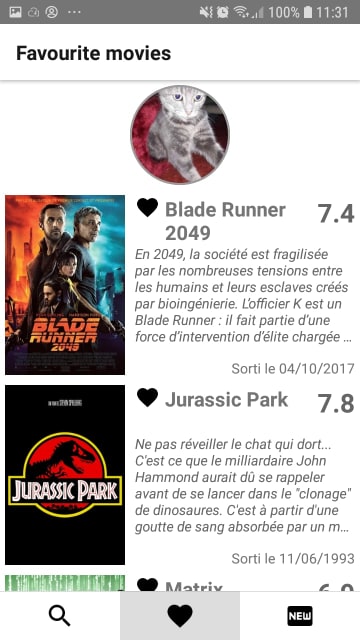 100% 11:31
Favourite movies
Blade Runner 7.4
2049
En 2049, la société est fragilisée
par les nombreuses tensions entre
les humains et leurs esclaves créés
par bioingénierie. L'officier K est un
Blade Runner : il fait partie d'une
force d'intervention d'élite chargée ...
Sorti le 04/10/2017
BLADE
RUNNER
2049
Jurassic Park 7.8
Ne pas réveiller le chat qui dort...
C'est ce que le milliardaire John
Hammond aurait dû se rappeler
avant de se lancer dans le "clonage"
de dinosaures. C'est à partir d'une
goutte de sang absorbée par un m...
Sorti le 11/06/1993
JURASSIC PARK
Matrix
NEW